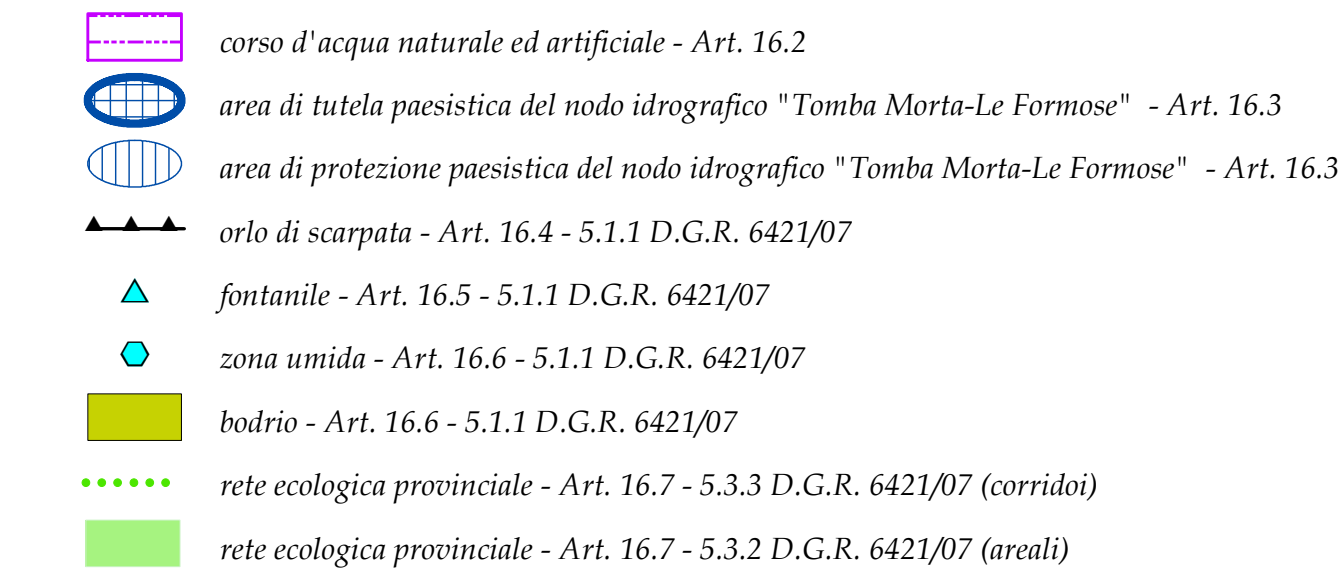 corso d'acqua naturale ed artificiale - Art. 16.2
area di tutela paesistica del nodo idrografico "Tomba Morta-Le Formose" - Art. 16.3
area di protezione paesistica del nodo idrografico "Tomba Morta-Le Formose" - Art. 16.3
orlo di scarpata - Art. 16.4 - 5.1.1 D.G.R. 6421/07
fontanile - Art. 16.5 - 5.1.1 D.G.R. 6421/07
zona umida - Art. 16.6 - 5.1.1 D.G.R. 6421/07
bodrio - Art. 16.6 - 5.1.1 D.G.R. 6421/07
rete ecologica provinciale - Art. 16.7 - 5.3.3 D.G.R. 6421/07 (corridoi)
rete ecologica provinciale - Art. 16.7 - 5.3.2 D.G.R. 6421/07 (areali)